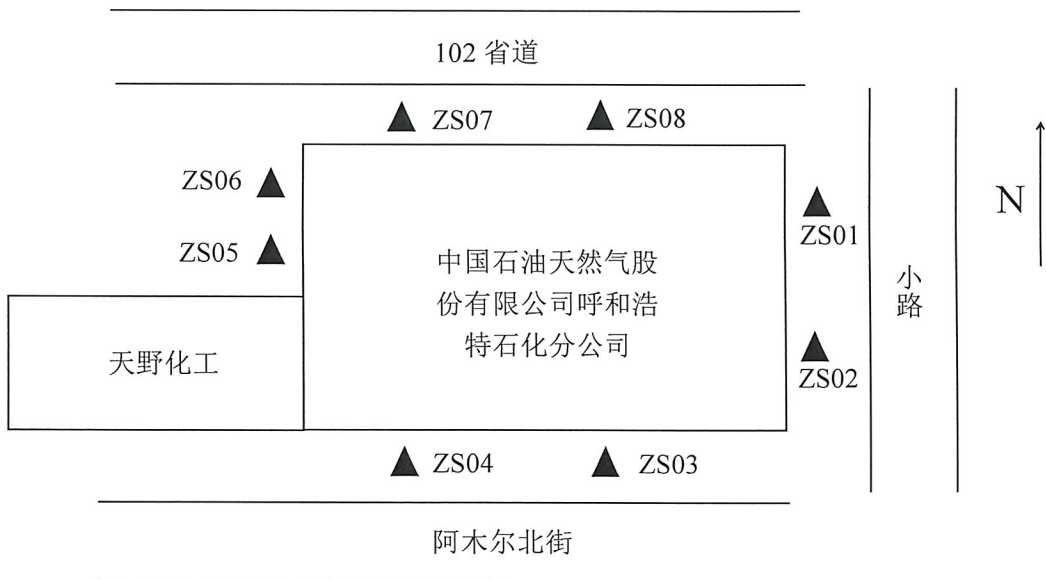 102 省道
ZS07
ZS08
ZS06
ZS01
N
ZS05
中国石油天然气股
份有限公司呼和浩
特石化分公司
小路
天野化工
ZS02
ZS04
ZS03
阿木尔北街